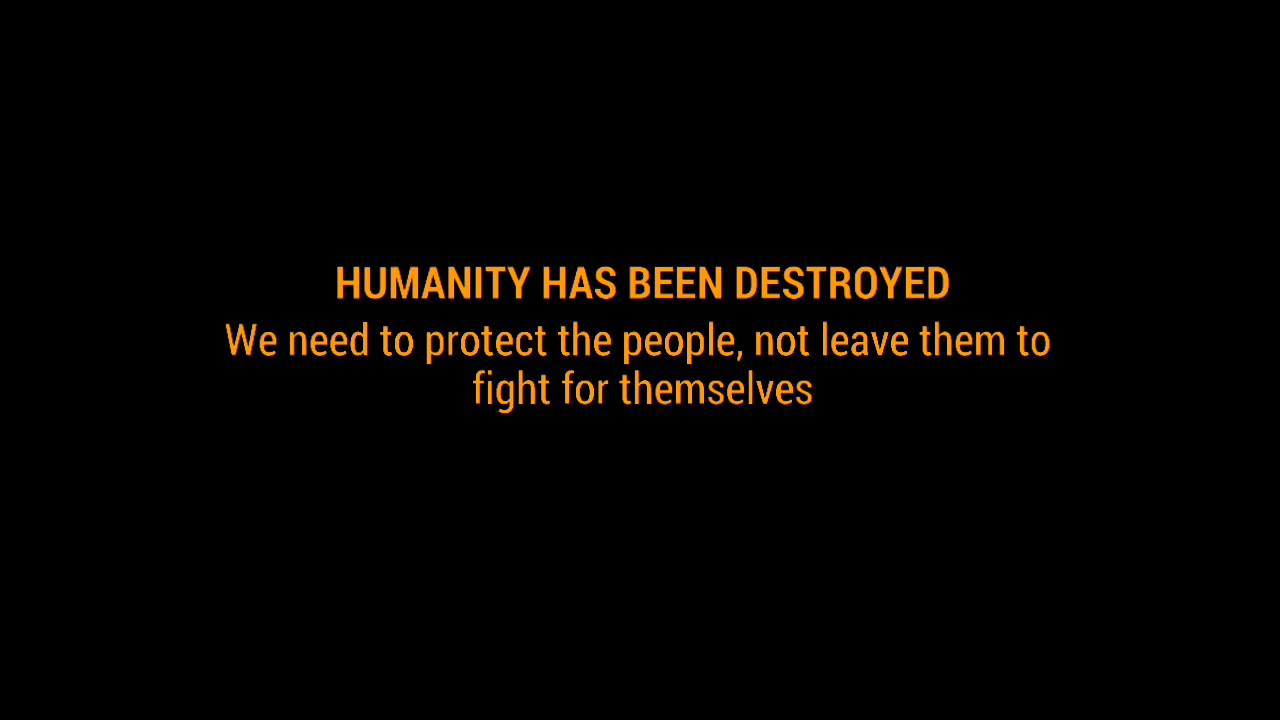 HUMANITY HAS BEEN DESTROYED
We need to protect the people, not leave them to
fight for themselves